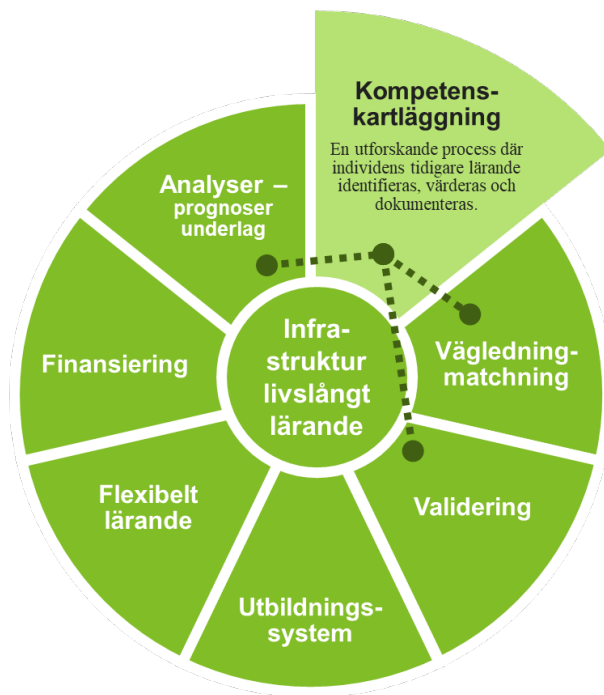 Kompetens-
kartläggning
En utforskande process där
individens tidigare lärande
identifieras, värderas och
dokumenteras.
Analyser –
prognoser
underlag
Infra-
struktur
livslångt
lärande
Finansiering
Vägledning-
matchning
Flexibelt
lärande
Validering
Utbildnings-
system